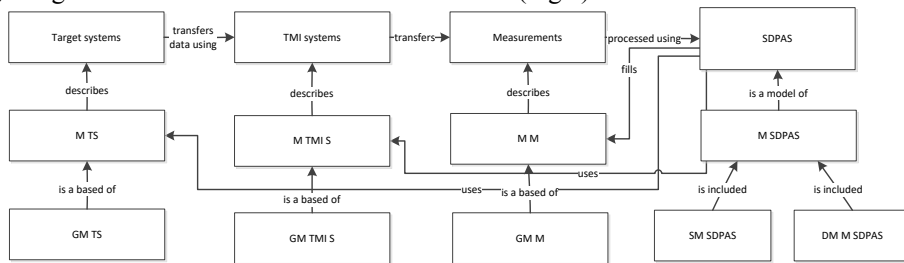 Target systems
transfers
data using
TMI systems
transfers
Measurements
processed using
SDPAS
fills
describes
describes
describes
is a model of
M TS
M TMI S
M M
M SDPAS
uses
is a based of
uses
is a based of
is a based of
is included
is included
GM TS
GM TMI S
GM M
SM SDPAS
DM M SDPAS